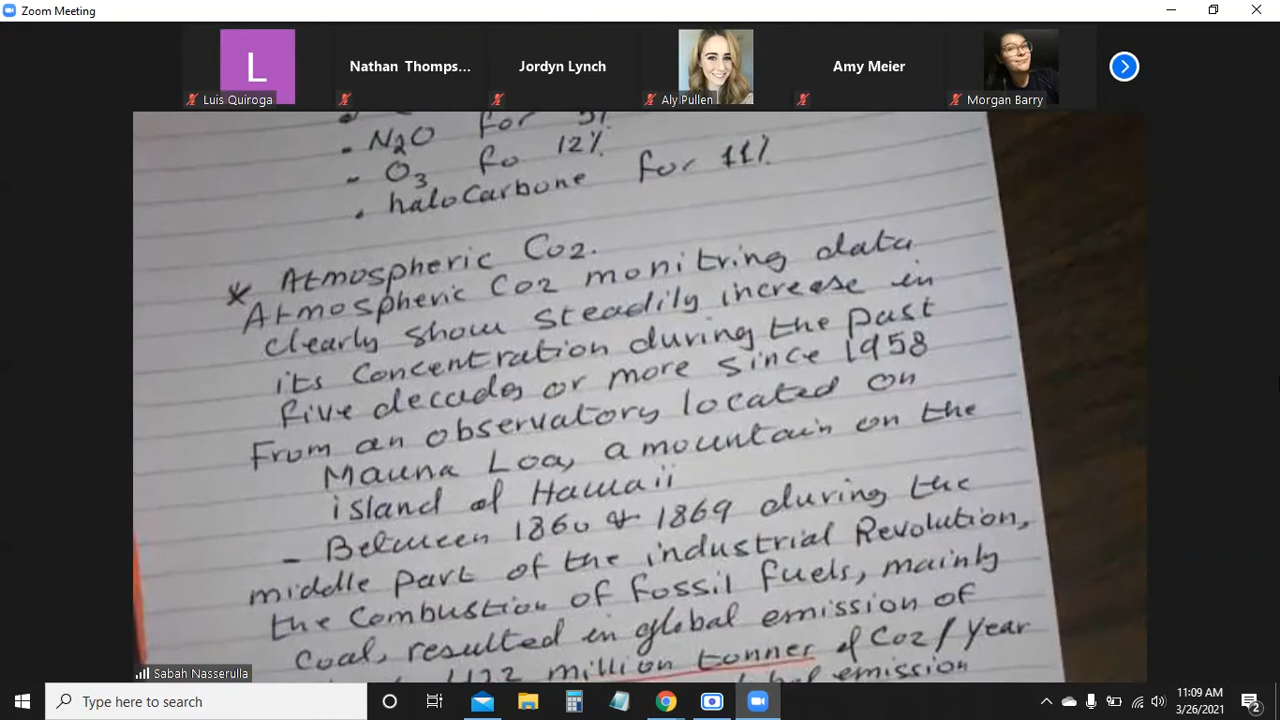 Zoom Meeting
L
Luis Quiroga
Nathan Thomps...
Jordyn Lynch
Aly Pullen
Amy Meier
Morgan Barry
N2O for
O3 fo 12%
halocarbone for 11%
* Atmospheric Co2.
Atmospheric Co2 monitring data
clearly show steadily increase in
its concentration during the past
five decades or more since 1958
From an observatory located on
Mauna Loa, a mountain on the
island of Hawaii
- Between 1860 & 1869 during the
middle part of the industrial Revolution,
the combustion of fossil fuels, mainly
Coal, resulted in global emission of
million tonner of Co2/year
emission
Sabah Nasserulla
Type here to search
11:09 AM
3/26/2021
2